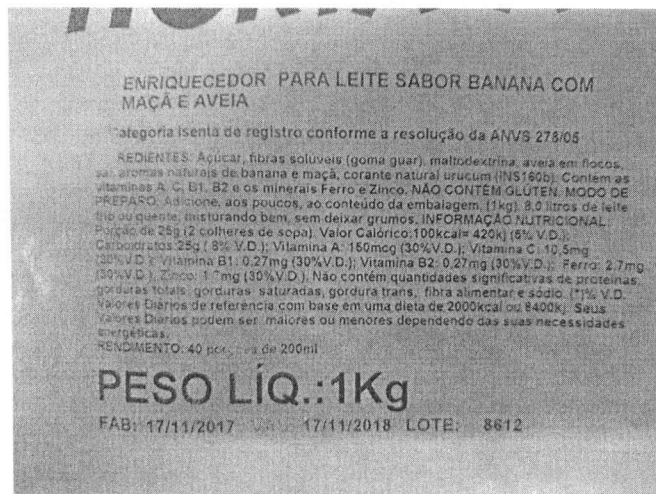 ENRIQUECEDOR PARA LEITE SABOR BANANA COM
MAÇÃ E AVEIA
ategoria isenta de registro conforme a resolução da ANVS 278/05
REDIENTES: Açúcar, fibras solúveis (goma guar), maltodextrina, aveia em flocos,
sal, aromas naturais de banana e maçã, corante natural urucum (INS160b). Contém as
vitaminas A, C, B1, B2 e os minerais Ferro e Zinco. NÃO CONTÉM GLÚTEN. MODO DE
PREPARO: Adicione, aos poucos, ao conteúdo da embalagem, (1kg) 8,0 litros de leite
frio ou quente, misturando bem, sem deixar grumos. INFORMAÇÃO NUTRICIONAL:
Porção de 25g (2 colheres de sopa). Valor Calórico:100kcal= 420kj (5% V.D.);
Carboidratos:25g ( 8% V.D.); Vitamina A: 150mcg (30%V.D.); Vitamina C: 10,5mg
(30%V.D.); Vitamina B1: 0,27mg (30%V.D.); Vitamina B2: 0,27mg (30%V.D.); Ferro: 2,7mg
(30%V.D.); Zinco: (30%V.D.). Não contém quantidades significativas de proteínas,
gorduras totais, gorduras saturadas, gordura trans, fibra alimentar e sódio. (*)% V.D.
Valores Diários de referência com base em uma dieta de 2000kcal ou 8400kj. Seus
Valores Diários podem ser maiores ou menores dependendo das suas necessidades
energéticas.
RENDIMENTO: 40 porções de 200ml
PESO LÍQ.:1Kg
FAB: 17/11/2017 VAL: 17/11/2018 LOTE: 8612